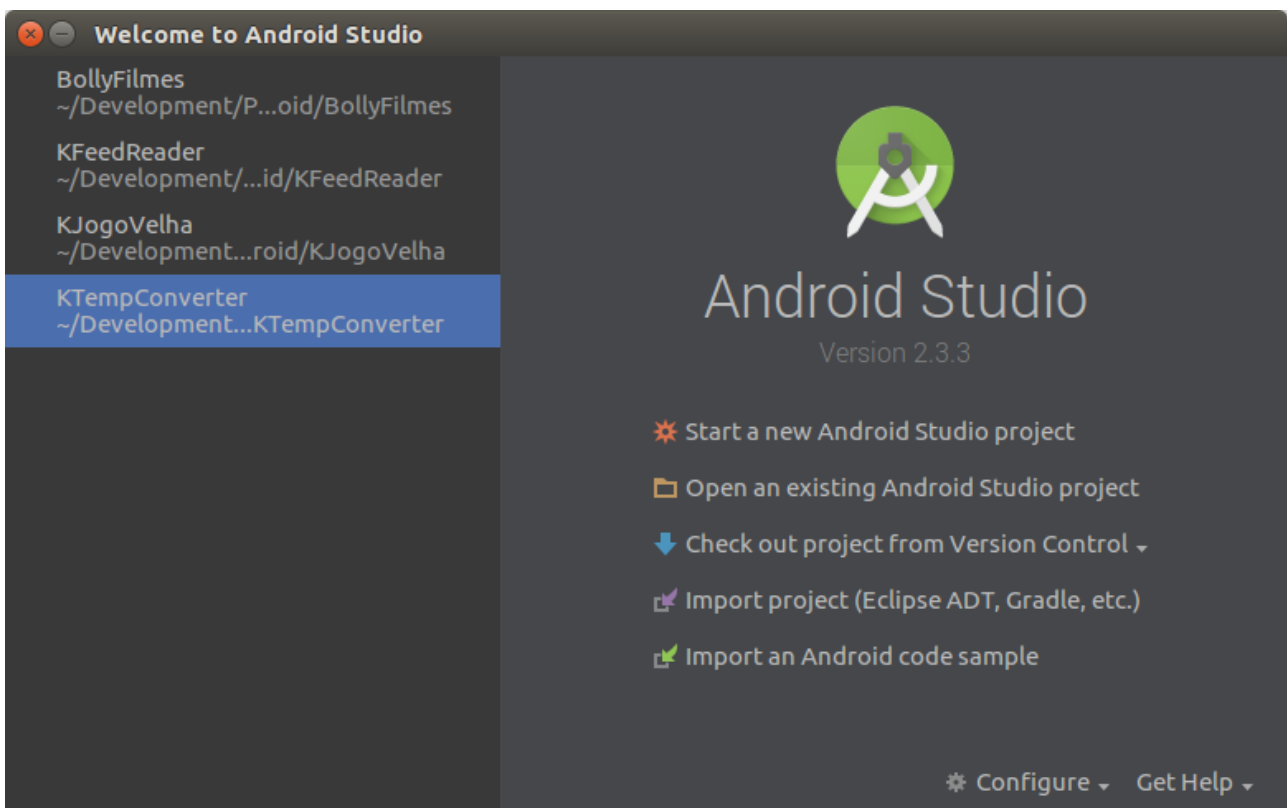 Welcome to Android Studio
BollyFilmes
~/Development/P...oid/BollyFilmes
KFeedReader
~/Development/...id/KFeedReader
KJogoVelha
~/Development...roid/KJogoVelha
KTempConverter
~/Development...KTempConverter
Android Studio
Version 2.3.3
Start a new Android Studio project
Open an existing Android Studio project
Check out project from Version Control
Import project (Eclipse ADT, Gradle, etc.)
Import an Android code sample
Configure Get Help